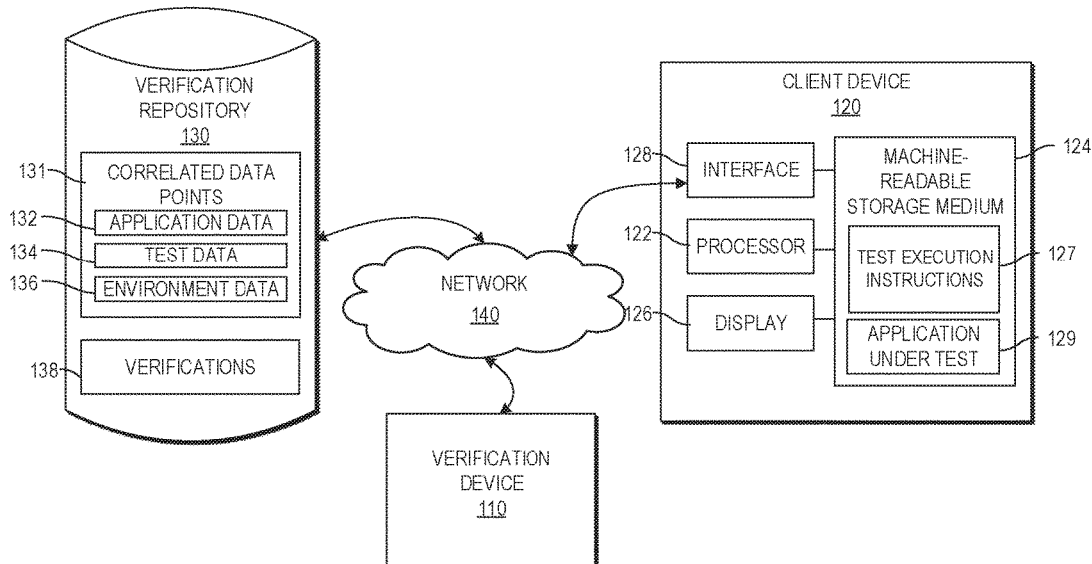 VERIFICATION
REPOSITORY
130
131
CORRELATED DATA
POINTS
132
APPLICATION DATA
134
TEST DATA
136
ENVIRONMENT DATA
138
VERIFICATIONS
NETWORK
140
VERIFICATION
DEVICE
110
CLIENT DEVICE
120
128
INTERFACE
122
PROCESSOR
126
DISPLAY
MACHINE-
READABLE
STORAGE MEDIUM
124
TEST EXECUTION
INSTRUCTIONS
127
APPLICATION
UNDER TEST
129